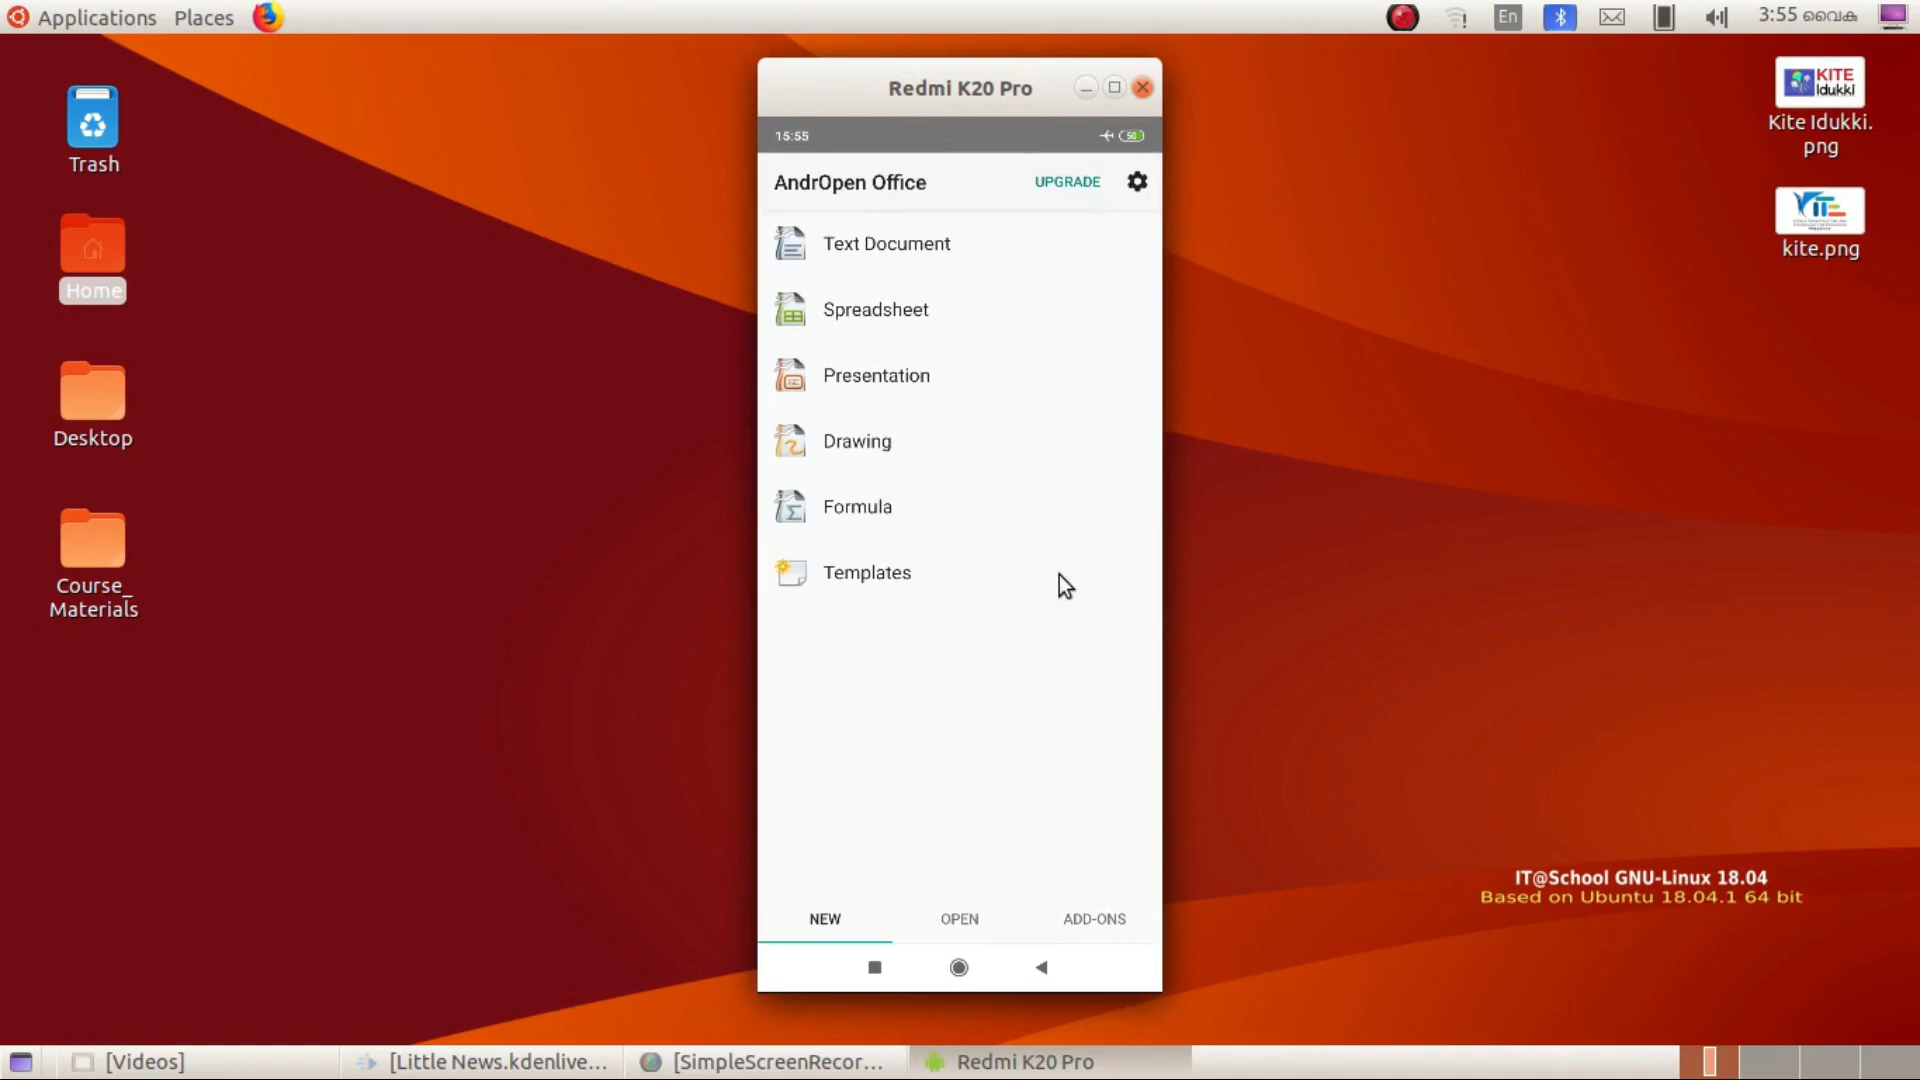 Applications Places
En
3:55 വൈകു
Trash
Home
Desktop
Course_
Materials
Redmi K20 Pro
15:55
50
AndrOpen Office
UPGRADE
Text Document
Spreadsheet
Presentation
Drawing
Formula
Templates
NEW
OPEN
ADD-ONS
KITE
Idukki
Kite Idukki.
png
kite.png
IT@School GNU-Linux 18.04
Based on Ubuntu 18.04.1 64 bit
[Videos]
[Little News.kdenlive...
[SimpleScreenRecor...
Redmi K20 Pro